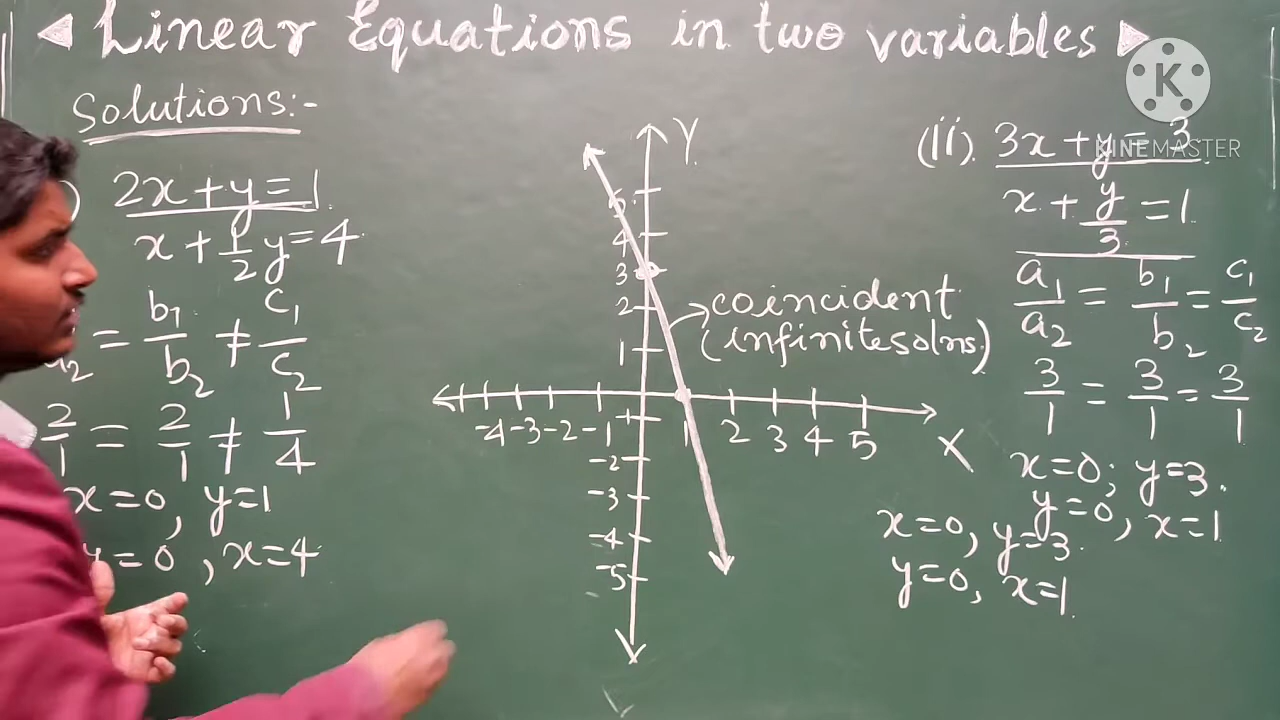 Linear Equations in two variables
Solutions:-
) 2x + y = 1
x + 1/2 y = 4
a2 = b1/b2 ≠ c1/c2
2/1 = 2/1 ≠ 1/4
x = 0, y = 1
y = 0, x = 4
Y
5
4
3
2
1
-4 -3 -2 -1 1 2 3 4 5
X
-1
-2
-3
-4
-5
coincident
(infinite solns)
(ii) 3x + y = 3
x + y/3 = 1
a1/a2 = b1/b2 = c1/c2
3/1 = 3/1 = 3/1
x = 0; y = 3.
y = 0, x = 1
x = 0, y = 3.
y = 0, x = 1
K
KINEMASTER